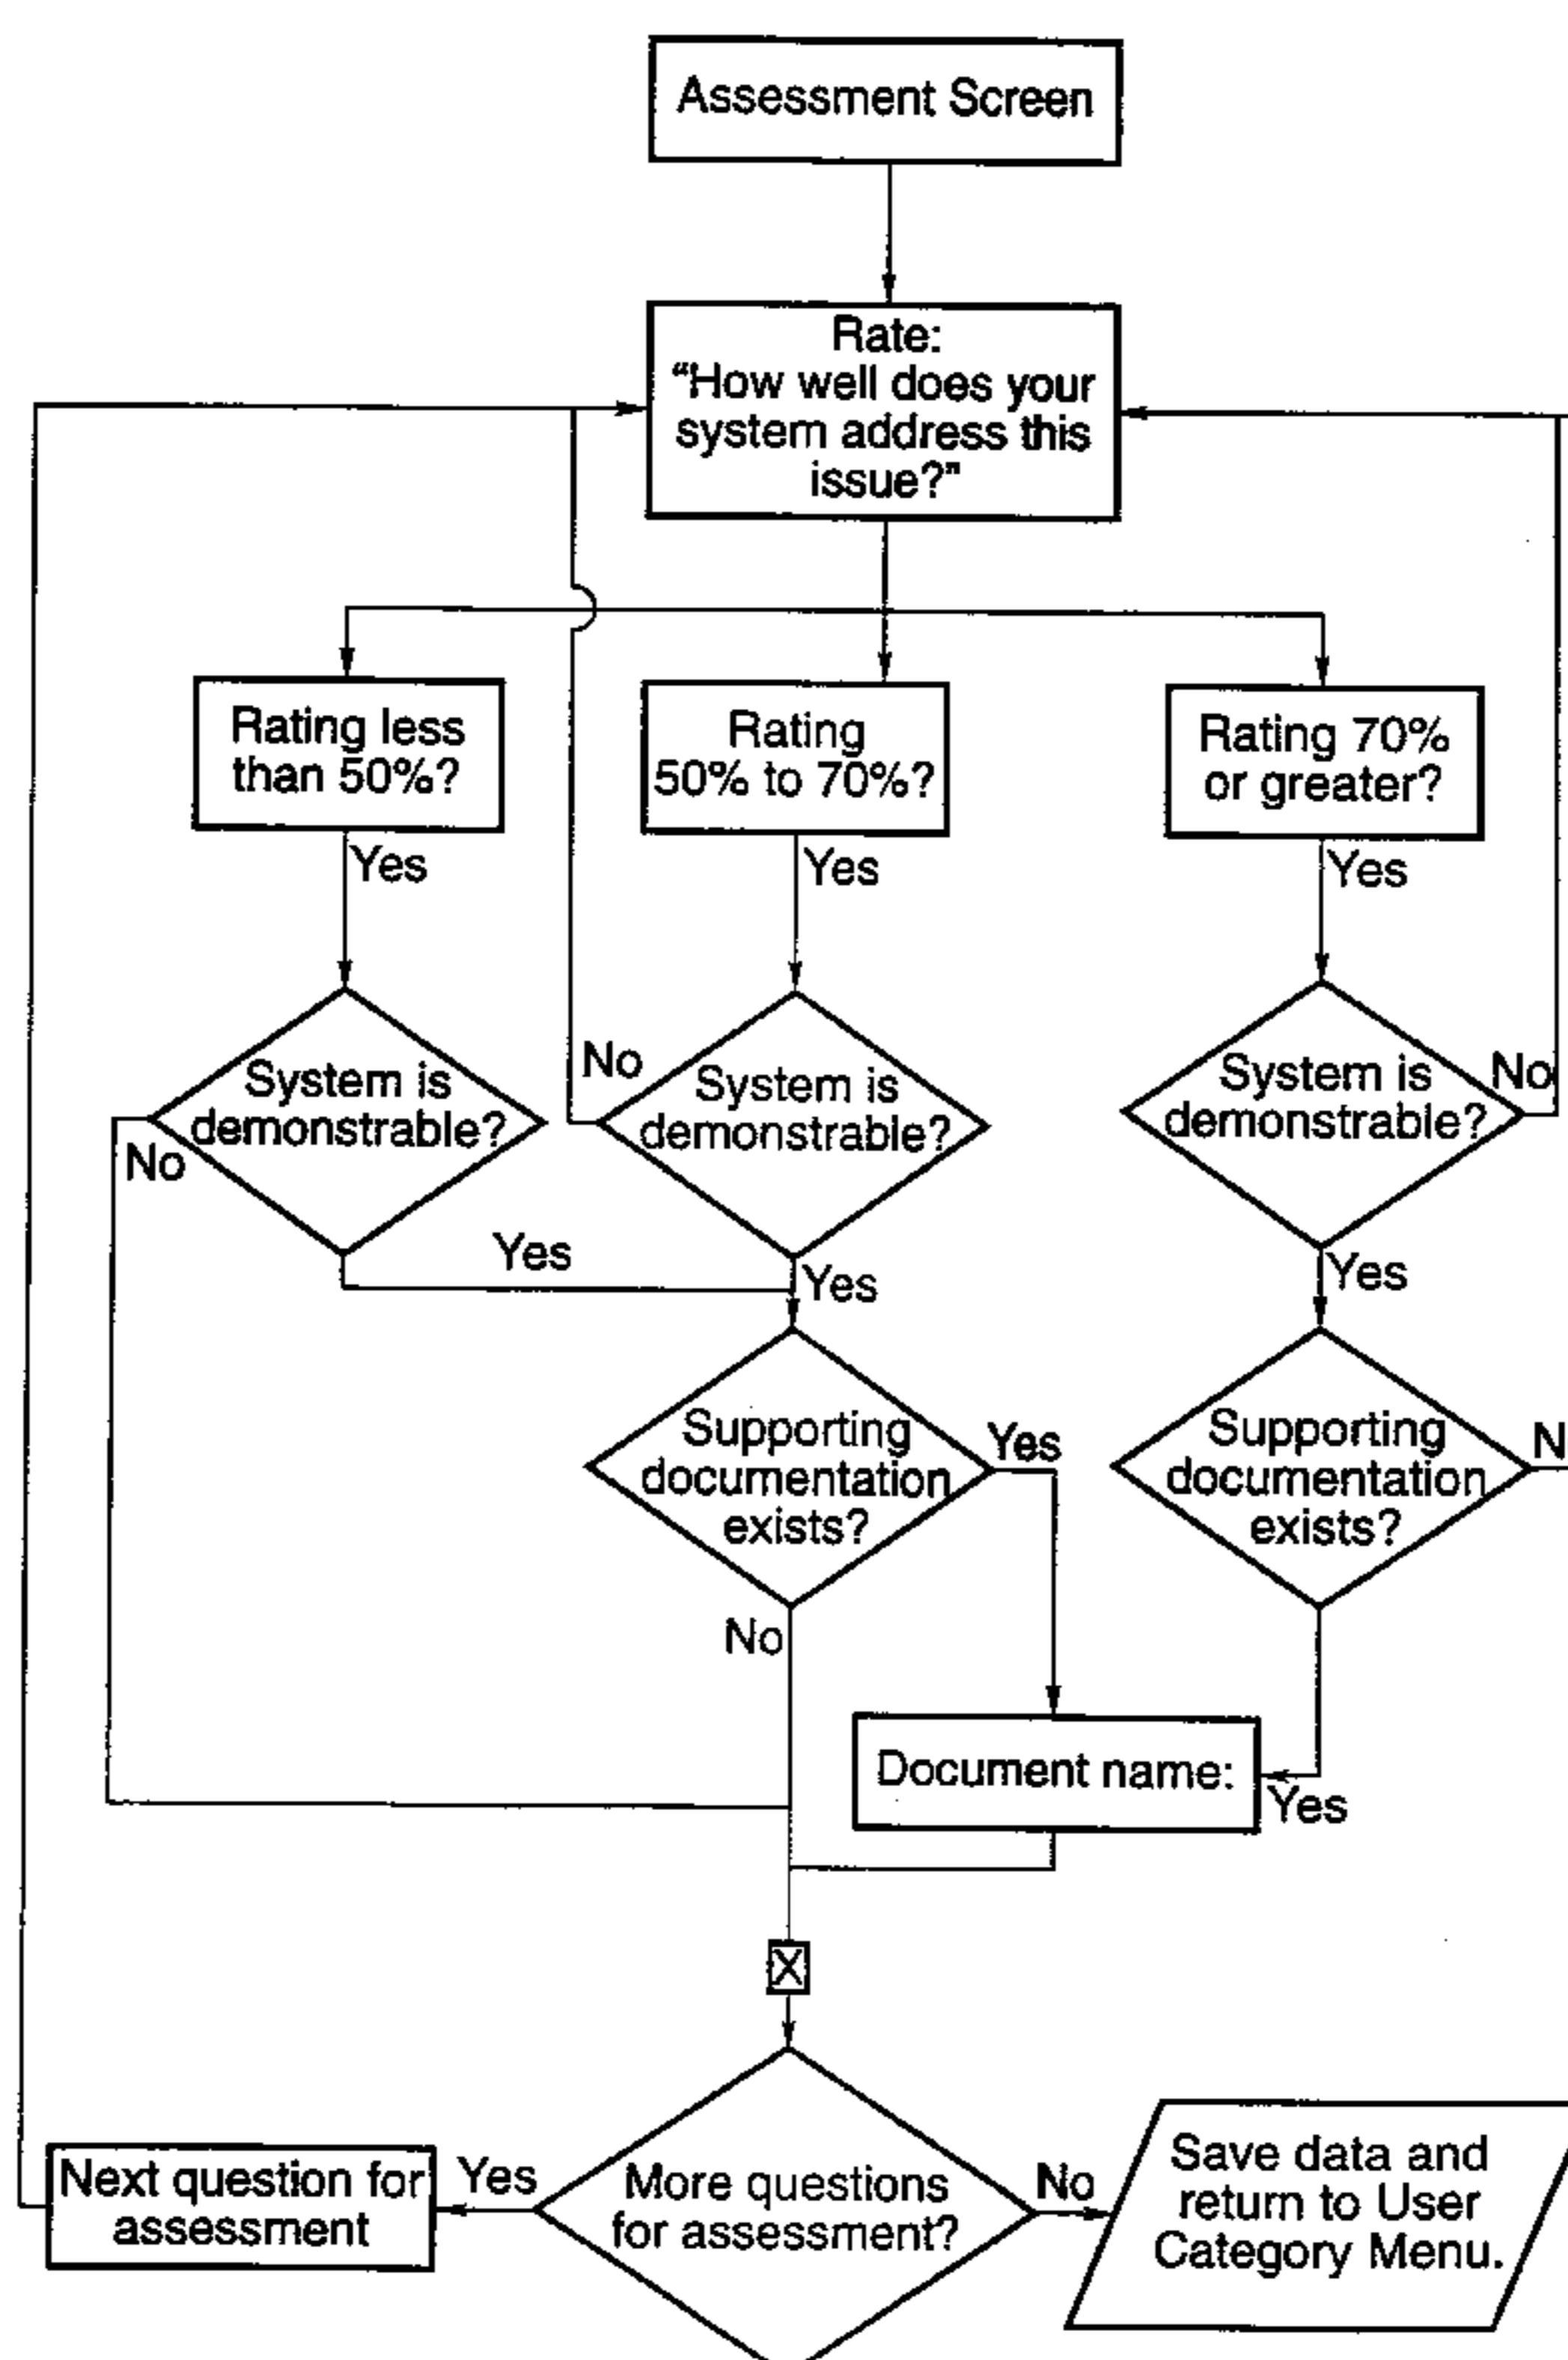 Assessment Screen
Rate:
“How well does your
system address this
issue?”
Rating less
than 50%?
Rating
50% to 70%?
Rating 70%
or greater?
Yes
Yes
Yes
System is
demonstrable?
No
No
System is
demonstrable?
System is
demonstrable?
No
Yes
Yes
Yes
Supporting
documentation
exists?
Yes
No
Supporting
documentation
exists?
N
Document name:
Yes
X
Next question for
assessment
Yes
More questions
for assessment?
No
Save data and
return to User
Category Menu.